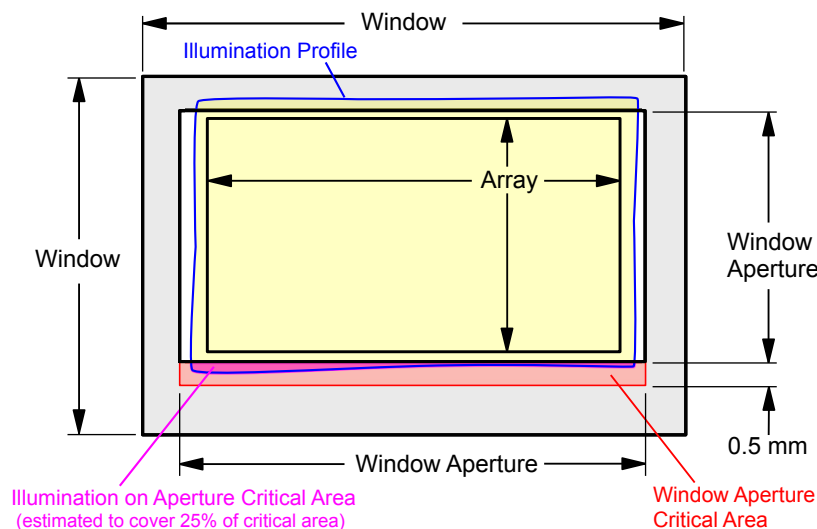 Window
Illumination Profile
Array
Window
Window
Aperture
0.5 mm
Window Aperture
Illumination on Aperture Critical Area
(estimated to cover 25% of critical area)
Window Aperture
Critical Area